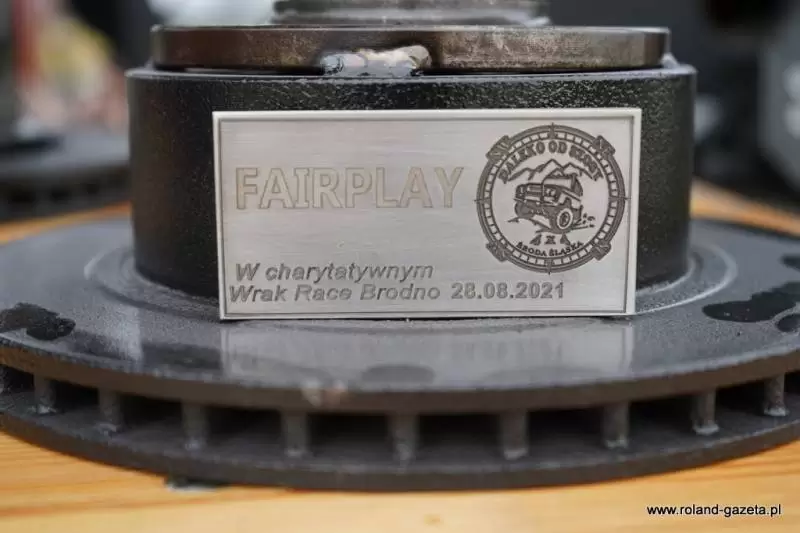 FAIRPLAY
DALEKO OD SZOSY
4x4
ŚRODA ŚLĄSKA
W charytatywnym
Wrak Race Brodno 28.08.2021
www.roland-gazeta.pl